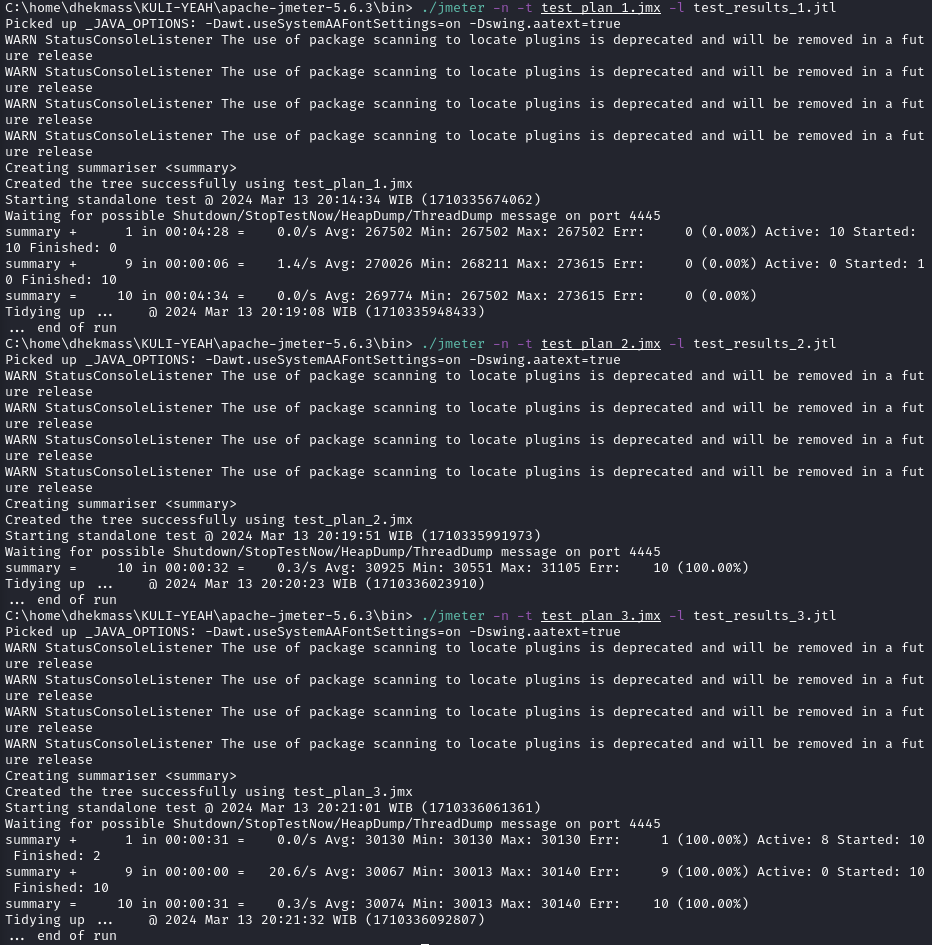 C:\home\dhekmass\KULI-YEAH\apache-jmeter-5.6.3\bin> ./jmeter -n -t test_plan_1.jmx -l test_results_1.jtl
Picked up _JAVA_OPTIONS: -Dawt.useSystemAAFontSettings=on -Dswing.aatext=true
WARN StatusConsoleListener The use of package scanning to locate plugins is deprecated and will be removed in a fut
ure release
WARN StatusConsoleListener The use of package scanning to locate plugins is deprecated and will be removed in a fut
ure release
WARN StatusConsoleListener The use of package scanning to locate plugins is deprecated and will be removed in a fut
ure release
WARN StatusConsoleListener The use of package scanning to locate plugins is deprecated and will be removed in a fut
ure release
Creating summariser <summary>
Created the tree successfully using test_plan_1.jmx
Starting standalone test @ 2024 Mar 13 20:14:34 WIB (1710335674062)
Waiting for possible Shutdown/StopTestNow/HeapDump/ThreadDump message on port 4445
summary +      1 in 00:04:28 =    0.0/s Avg: 267502 Min: 267502 Max: 267502 Err:     0 (0.00%) Active: 10 Started:
10 Finished: 0
summary +      9 in 00:00:06 =    1.4/s Avg: 270026 Min: 268211 Max: 273615 Err:     0 (0.00%) Active: 0 Started: 1
0 Finished: 10
summary =     10 in 00:04:34 =    0.0/s Avg: 269774 Min: 267502 Max: 273615 Err:     0 (0.00%)
Tidying up ...    @ 2024 Mar 13 20:19:08 WIB (1710335948433)
... end of run
C:\home\dhekmass\KULI-YEAH\apache-jmeter-5.6.3\bin> ./jmeter -n -t test_plan_2.jmx -l test_results_2.jtl
Picked up _JAVA_OPTIONS: -Dawt.useSystemAAFontSettings=on -Dswing.aatext=true
WARN StatusConsoleListener The use of package scanning to locate plugins is deprecated and will be removed in a fut
ure release
WARN StatusConsoleListener The use of package scanning to locate plugins is deprecated and will be removed in a fut
ure release
WARN StatusConsoleListener The use of package scanning to locate plugins is deprecated and will be removed in a fut
ure release
WARN StatusConsoleListener The use of package scanning to locate plugins is deprecated and will be removed in a fut
ure release
Creating summariser <summary>
Created the tree successfully using test_plan_2.jmx
Starting standalone test @ 2024 Mar 13 20:19:51 WIB (1710335991973)
Waiting for possible Shutdown/StopTestNow/HeapDump/ThreadDump message on port 4445
summary =     10 in 00:00:32 =    0.3/s Avg: 30925 Min: 30551 Max: 31105 Err:    10 (100.00%)
Tidying up ...    @ 2024 Mar 13 20:20:23 WIB (1710336023910)
... end of run
C:\home\dhekmass\KULI-YEAH\apache-jmeter-5.6.3\bin> ./jmeter -n -t test_plan_3.jmx -l test_results_3.jtl
Picked up _JAVA_OPTIONS: -Dawt.useSystemAAFontSettings=on -Dswing.aatext=true
WARN StatusConsoleListener The use of package scanning to locate plugins is deprecated and will be removed in a fut
ure release
WARN StatusConsoleListener The use of package scanning to locate plugins is deprecated and will be removed in a fut
ure release
WARN StatusConsoleListener The use of package scanning to locate plugins is deprecated and will be removed in a fut
ure release
WARN StatusConsoleListener The use of package scanning to locate plugins is deprecated and will be removed in a fut
ure release
Creating summariser <summary>
Created the tree successfully using test_plan_3.jmx
Starting standalone test @ 2024 Mar 13 20:21:01 WIB (1710336061361)
Waiting for possible Shutdown/StopTestNow/HeapDump/ThreadDump message on port 4445
summary +      1 in 00:00:31 =    0.0/s Avg: 30130 Min: 30130 Max: 30130 Err:     1 (100.00%) Active: 8 Started: 10
 Finished: 2
summary +      9 in 00:00:00 =   20.6/s Avg: 30067 Min: 30013 Max: 30140 Err:     9 (100.00%) Active: 0 Started: 10
 Finished: 10
summary =     10 in 00:00:31 =    0.3/s Avg: 30074 Min: 30013 Max: 30140 Err:    10 (100.00%)
Tidying up ...    @ 2024 Mar 13 20:21:32 WIB (1710336092807)
... end of run